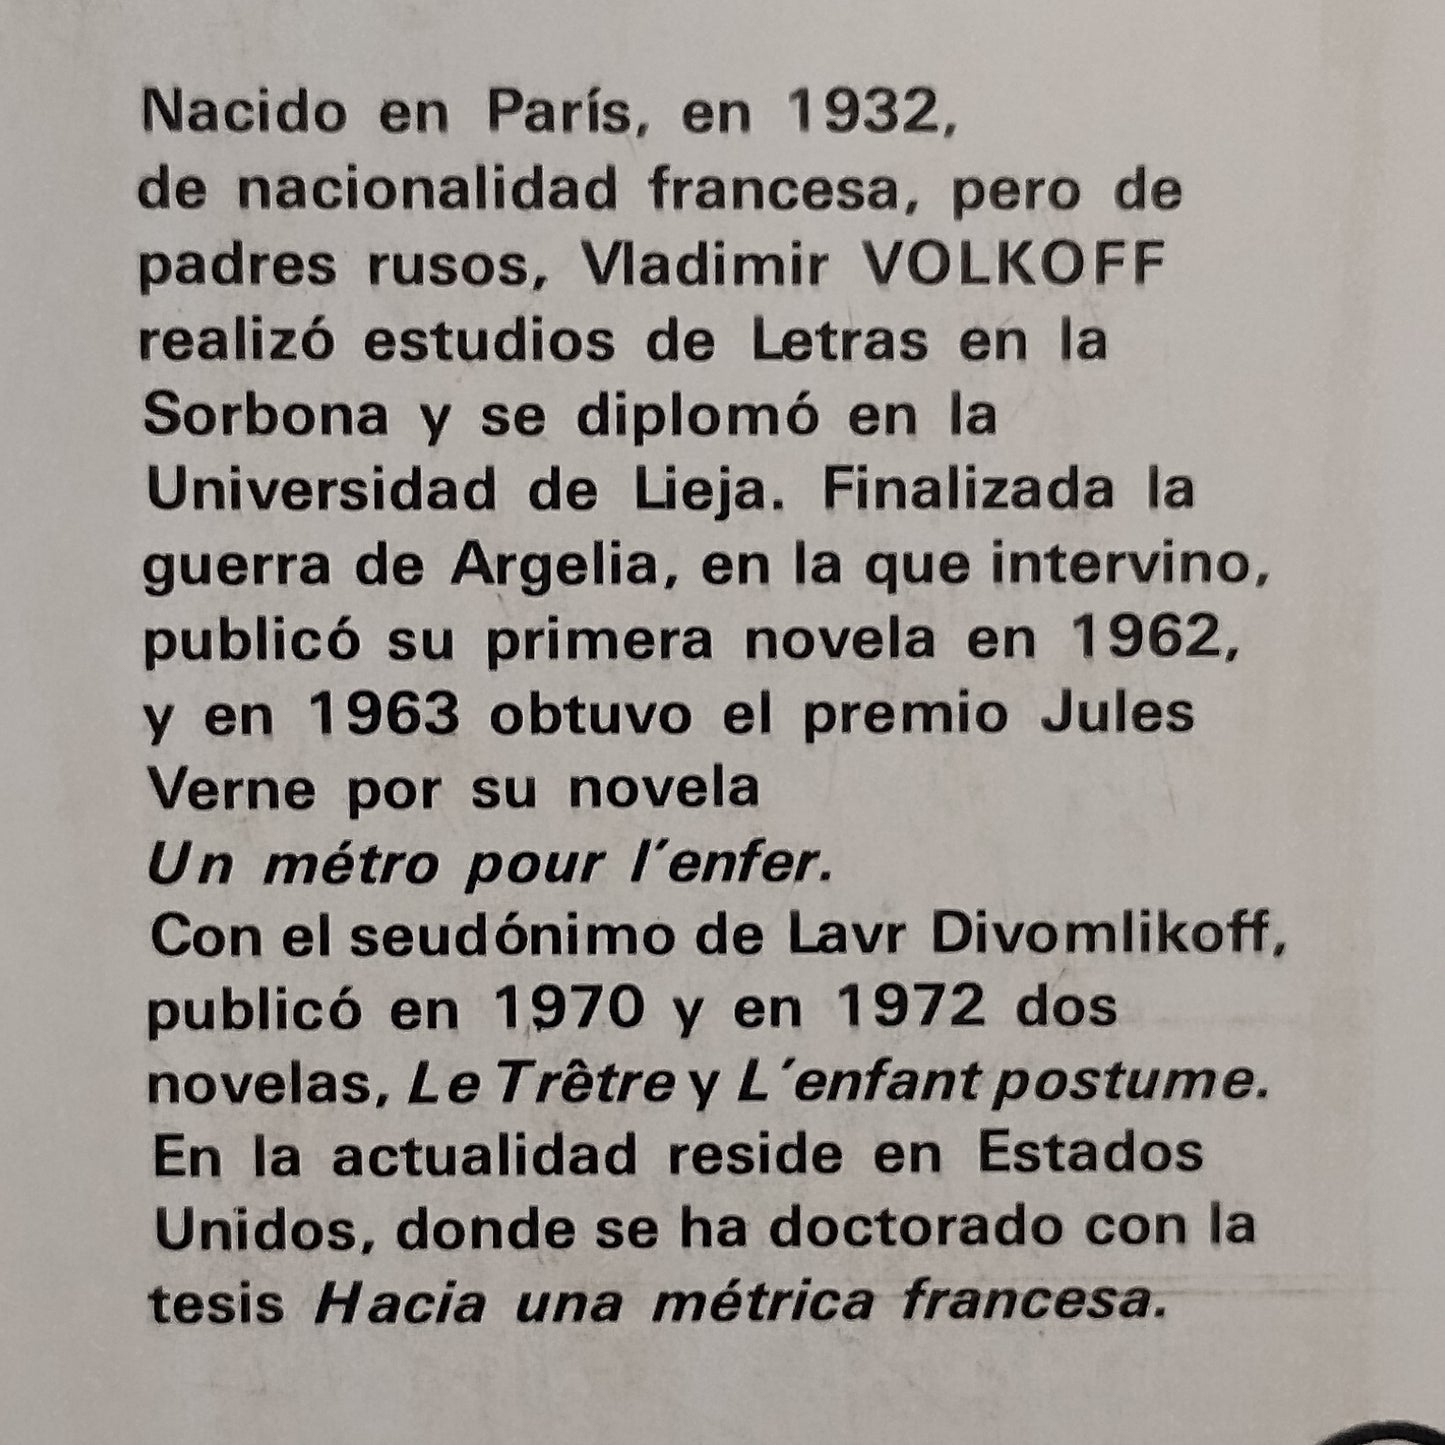 Nacido en París, en 1932,
de nacionalidad francesa, pero de
padres rusos, Vladimir VOLKOFF
realizó estudios de Letras en la
Sorbona y se diplomó en la
Universidad de Lieja. Finalizada la
guerra de Argelia, en la que intervino,
publicó su primera novela en 1962,
y en 1963 obtuvo el premio Jules
Verne por su novela
Un métro pour l´enfer.
Con el seudónimo de Lavr Divomlikoff,
publicó en 1970 y en 1972 dos
novelas, Le Trêtre y L´enfant postume.
En la actualidad reside en Estados
Unidos, donde se ha doctorado con la
tesis Hacia una métrica francesa.